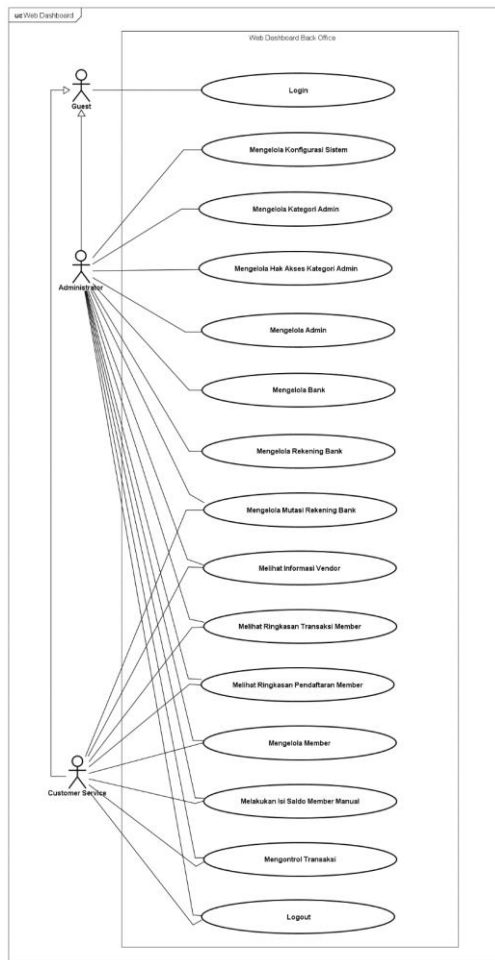 uc Web Dashboard
Web Dashboard Back Office
Guest
Login
Mengelola Konfigurasi Sistem
Mengelola Kategori Admin
Administrator
Mengelola Hak Akses Kategori Admin
Mengelola Admin
Mengelola Bank
Mengelola Rekening Bank
Mengelola Mutasi Rekening Bank
Melihat Informasi Vendor
Melihat Ringkasan Transaksi Member
Melihat Ringkasan Pendaftaran Member
Mengelola Member
Customer Service
Melakukan Isi Saldo Member Manual
Mengontrol Transaksi
Logout